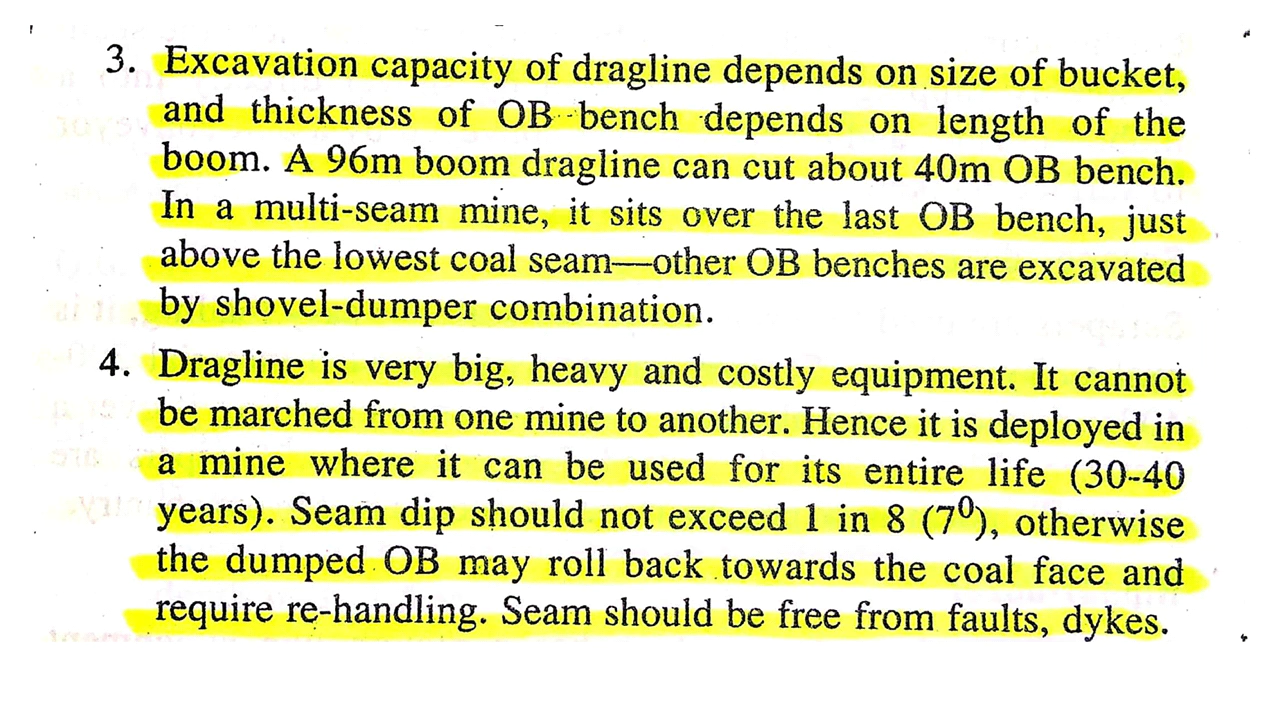 3. Excavation capacity of dragline depends on size of bucket,
and thickness of OB bench depends on length of the
boom. A 96m boom dragline can cut about 40m OB bench.
In a multi-seam mine, it sits over the last OB bench, just
above the lowest coal seam—other OB benches are excavated
by shovel-dumper combination.
4. Dragline is very big, heavy and costly equipment. It cannot
be marched from one mine to another. Hence it is deployed in
a mine where it can be used for its entire life (30-40
years). Seam dip should not exceed 1 in 8 (7⁰), otherwise
the dumped OB may roll back towards the coal face and
require re-handling. Seam should be free from faults, dykes.